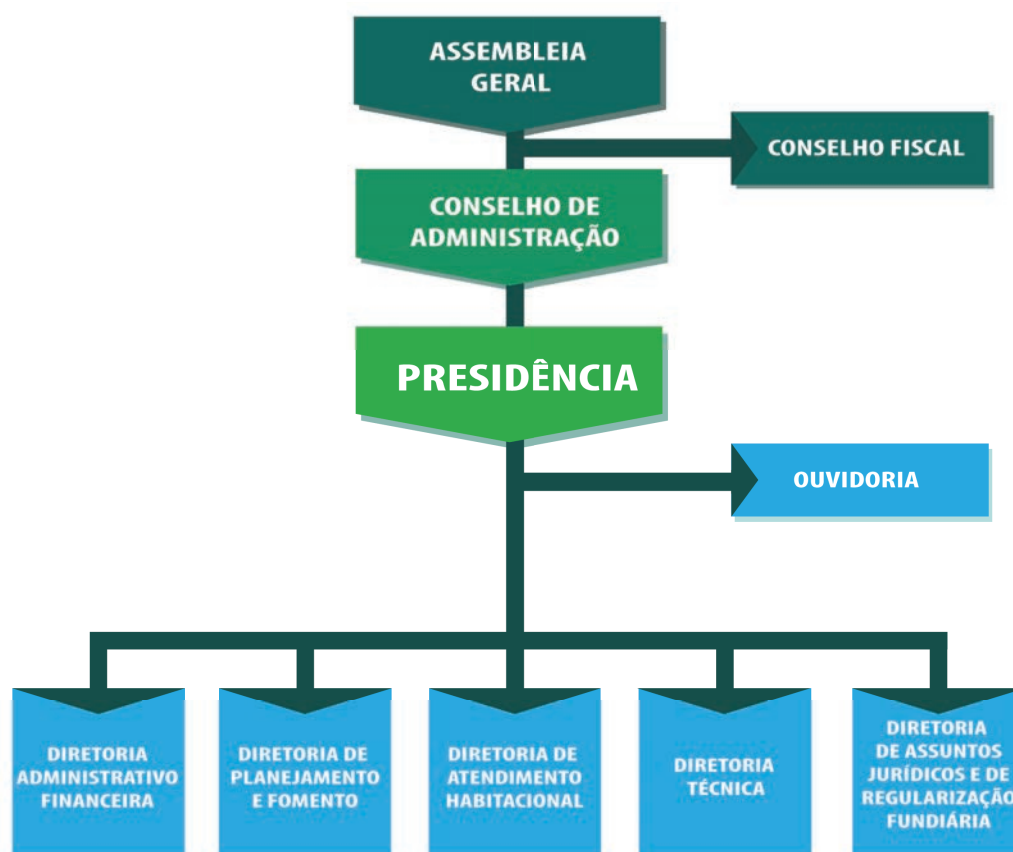 ASSEMBLEIA
GERAL
CONSELHO FISCAL
CONSELHO DE
ADMINISTRAÇÃO
PRESIDÊNCIA
OUVIDORIA
DIRETORIA
ADMINISTRATIVO
FINANCEIRA
DIRETORIA DE
PLANEJAMENTO
E FOMENTO
DIRETORIA DE
ATENDIMENTO
HABITACIONAL
DIRETORIA
TÉCNICA
DIRETORIA
DE ASSUNTOS
JURÍDICOS E DE
REGULARIZAÇÃO
FUNDIÁRIA